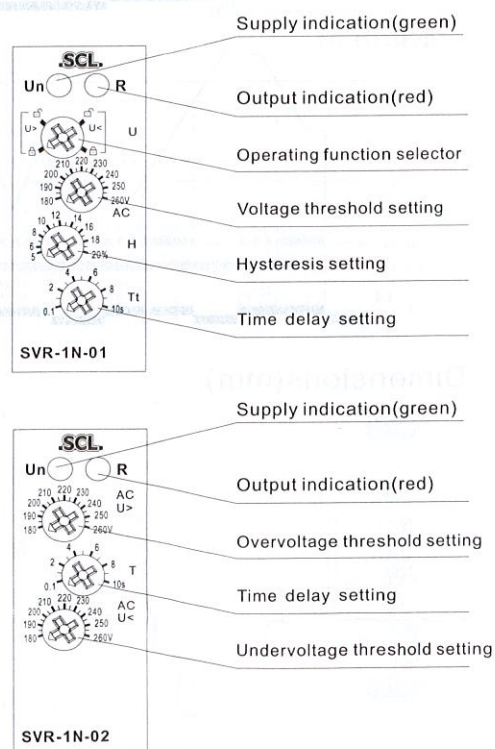 Supply indication(green)
.SCL.
Un R
Output indication(red)
U> U< U
Operating function selector
180 190 200 210 220 230 240 250 260V
AC
Voltage threshold setting
5 6 8 10 12 14 16 18 20%
H
Hysteresis setting
0.1 2 4 6 8 10s
Tt
Time delay setting
SVR-1N-01
Supply indication(green)
.SCL.
Un R
Output indication(red)
180 190 200 210 220 230 240 250 260V
AC
U>
Overvoltage threshold setting
0.1 2 4 6 8 10s
T
Time delay setting
180 190 200 210 220 230 240 250 260V
AC
U<
Undervoltage threshold setting
SVR-1N-02